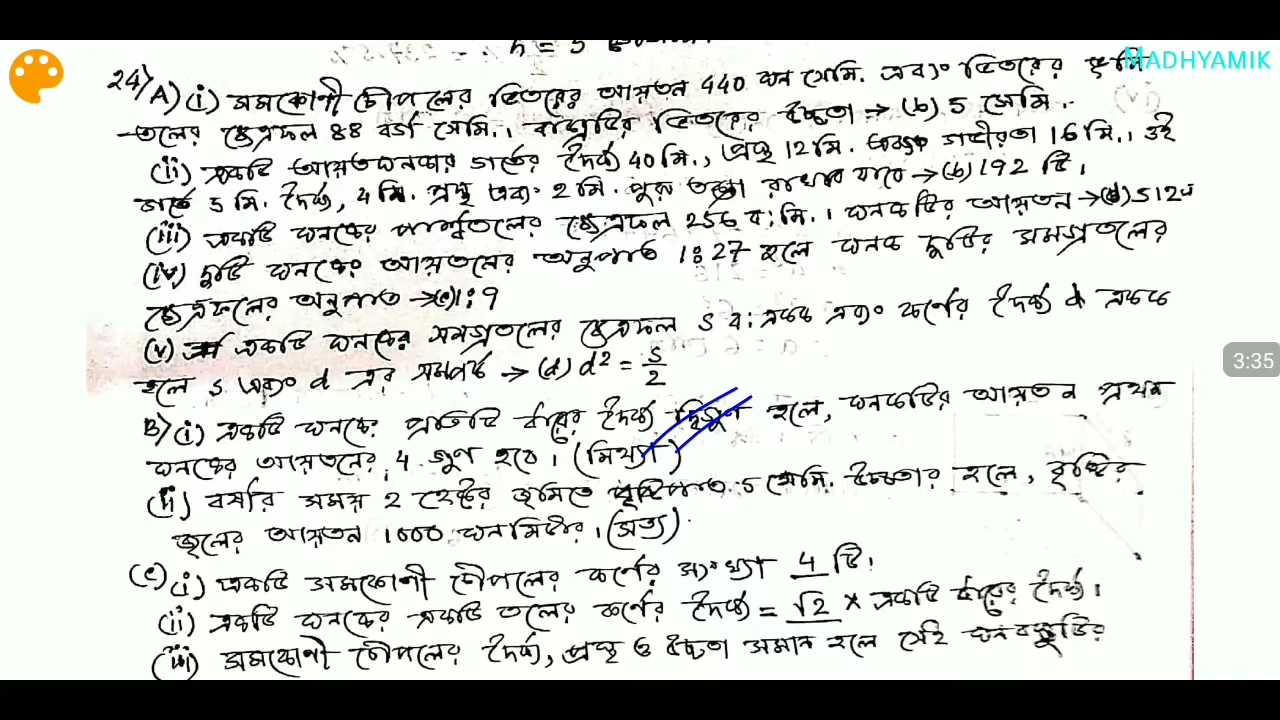 h = 5
MADHYAMIK
24) A) (i) সমকোণী চৌপলের ভিতরের আয়তন 440 ঘন সেমি. এবং ভিতরের ভূমি
-তলের ক্ষেত্রফল 88 বর্গ সেমি.। বাক্সটির ভিতরের উচ্চতা → (b) 5 সেমি.
(ii) একটি আয়তঘনাকার গর্তের দৈর্ঘ্য 40 মি., প্রস্থ 12 মি. গভীরতা 16 মি.। ওই
গর্তে 5 মি. দৈর্ঘ্য, 4 মি. প্রস্থ এবং 2 মি. পুরু তক্তা রাখা যাবে → (b) 192 টি।
(iii) একটি ঘনকের পার্শ্বতলের ক্ষেত্রফল 256 ব: মি.। ঘনকটির আয়তন → (d) 512
(iv) দুটি ঘনকের আয়তনের অনুপাত 1:27 হলে ঘনক দুটির সমগ্রতলের
ক্ষেত্রফলের অনুপাত → (c) 1:9
(v) একটি ঘনকের সমগ্রতলের ক্ষেত্রফল S ব: একক এবং কর্ণের দৈর্ঘ্য d একক
হলে S এবং d এর সম্পর্ক → (d) d² = S/2
B) (i) একটি ঘনকের প্রতিটি বাহুর দৈর্ঘ্য দ্বিগুণ হলে, ঘনকটির আয়তন প্রথম
ঘনকের আয়তনের 4 গুণ হবে। (মিথ্যা)
(ii) বর্ষার সময় 2 হেক্টর জমিতে বৃষ্টিপাত 5 সেমি. উচ্চতার হলে, বৃষ্টির
জলের আয়তন 1000 ঘনমিটার। (সত্য)
(c) (i) একটি সমকোণী চৌপলের কর্ণের সংখ্যা 4 টি।
(ii) একটি ঘনকের একটি তলের কর্ণের দৈর্ঘ্য = √2 × একটি বাহুর দৈর্ঘ্য।
(iii) সমকোণী চৌপলের দৈর্ঘ্য, প্রস্থ ও উচ্চতা সমান হলে সেই ঘনবস্তুটির
3:35